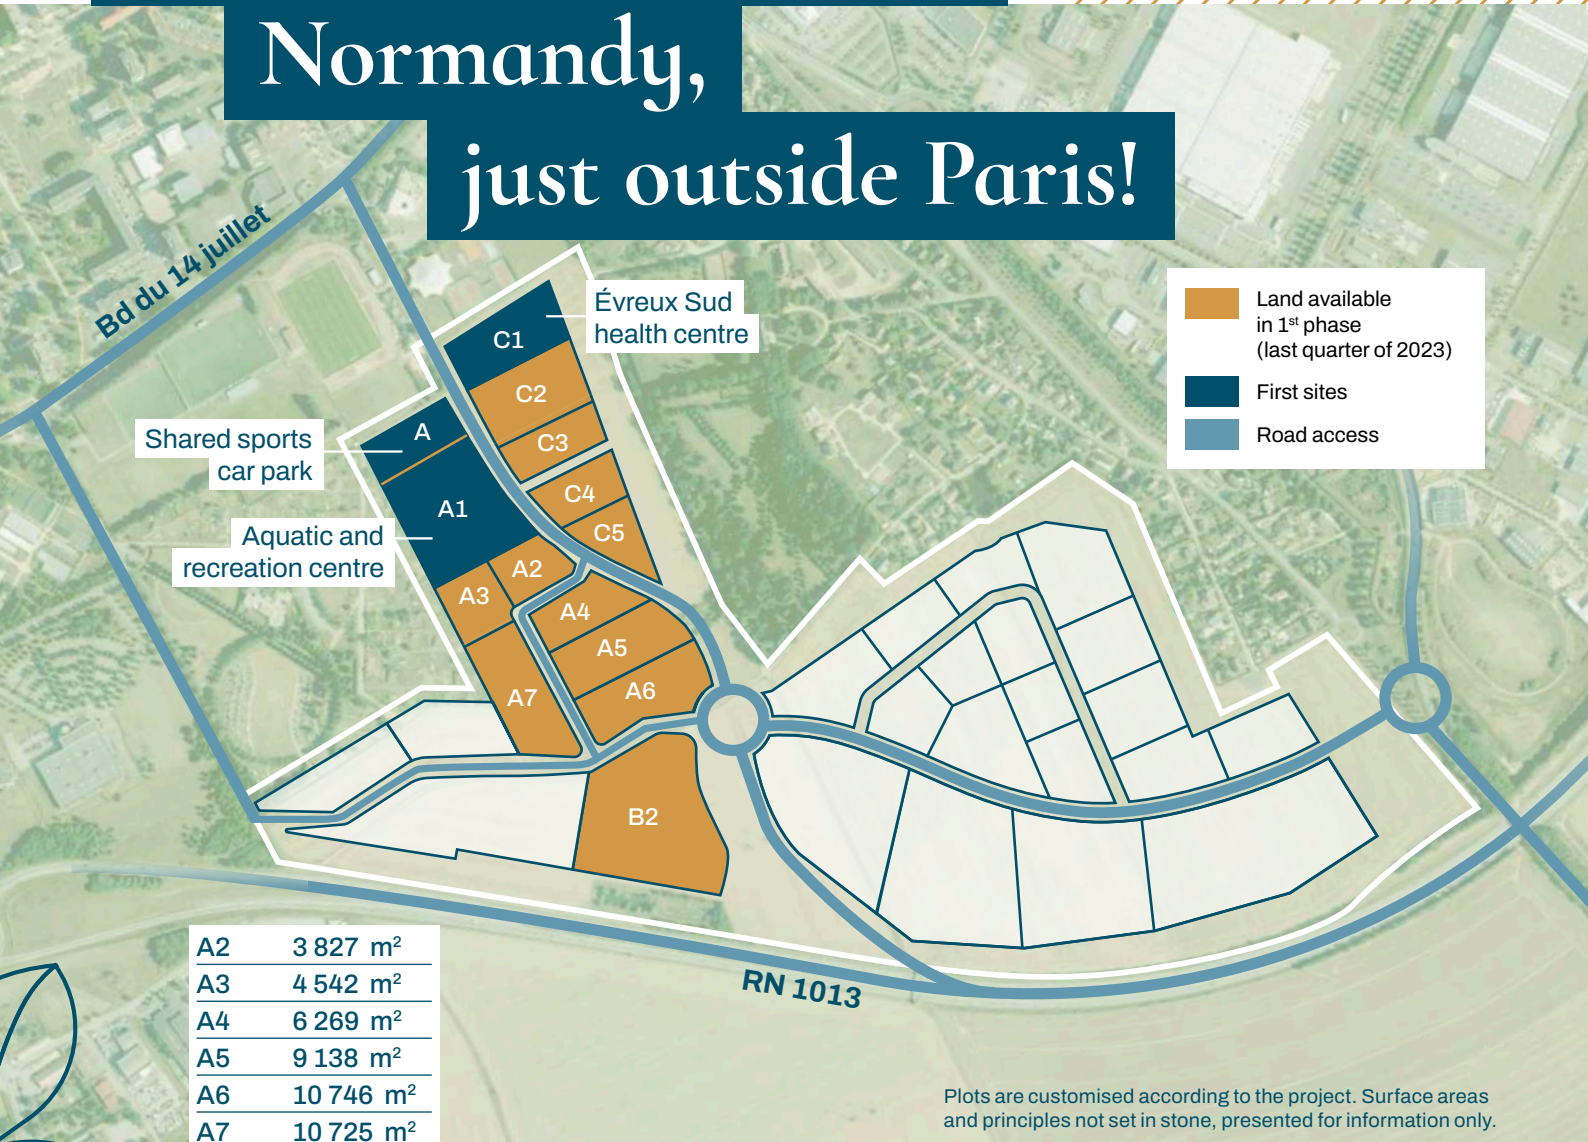 Normandy,
just outside Paris!
Bd du 14 juillet
Évreux Sud
health centre
Land available
in 1st phase
(last quarter of 2023)
First sites
Road access
C1
C2
C3
C4
C5
Shared sports
car park
A
A1
Aquatic and
recreation centre
A2
A3
A4
A5
A6
A7
B2
RN 1013
A2 3 827 m²
A3 4 542 m²
A4 6 269 m²
A5 9 138 m²
A6 10 746 m²
A7 10 725 m²
Plots are customised according to the project. Surface areas
and principles not set in stone, presented for information only.